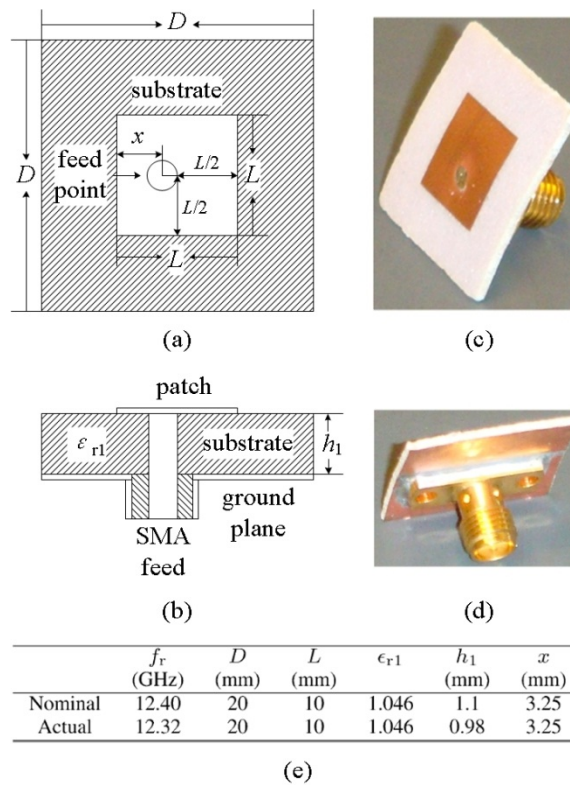 D
substrate
x
feed point
D
L/2
L
L/2
L
(a)
(c)
patch
ε r1
substrate
h1
ground plane
SMA feed
(b)
(d)
fr D L ϵr1 h1 x
(GHz) (mm) (mm) (mm) (mm)
Nominal 12.40 20 10 1.046 1.1 3.25
Actual 12.32 20 10 1.046 0.98 3.25
(e)